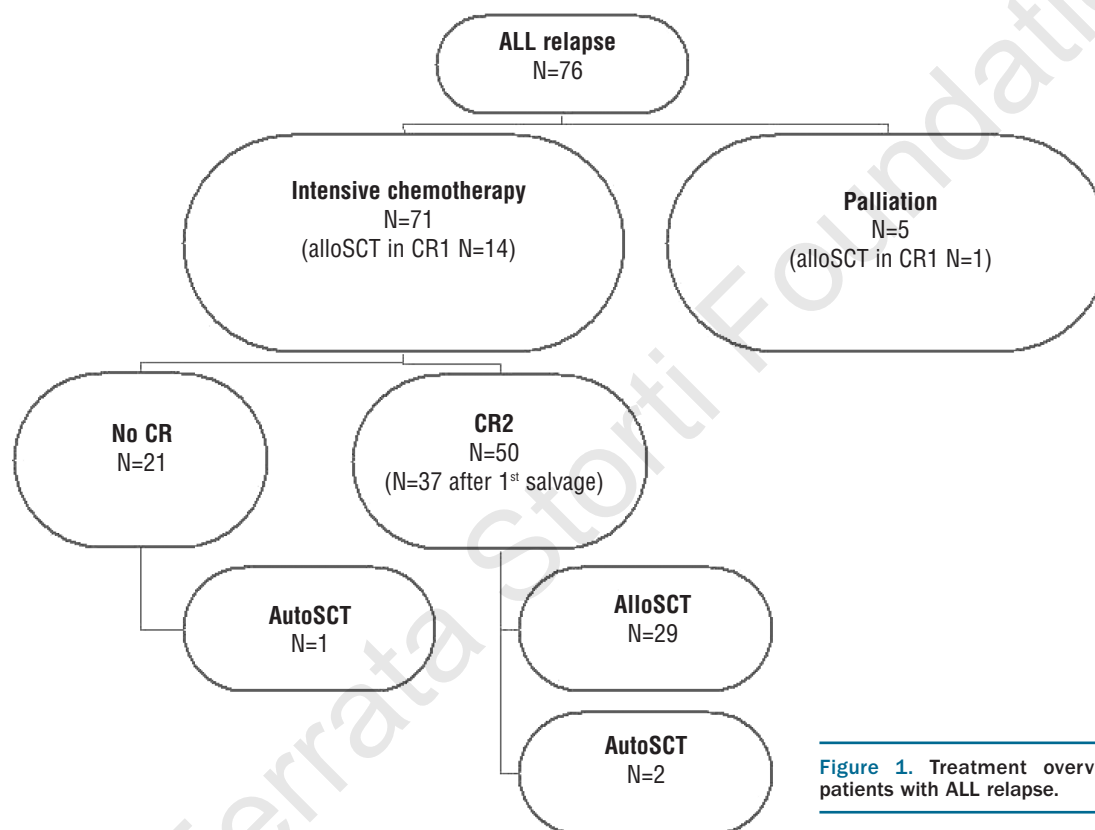 ALL relapse
N=76
Intensive chemotherapy
N=71
(alloSCT in CR1 N=14)
Palliation
N=5
(alloSCT in CR1 N=1)
No CR
N=21
CR2
N=50
(N=37 after 1st salvage)
AutoSCT
N=1
AlloSCT
N=29
AutoSCT
N=2
Figure 1. Treatment
patients with ALL relapse.
Storti